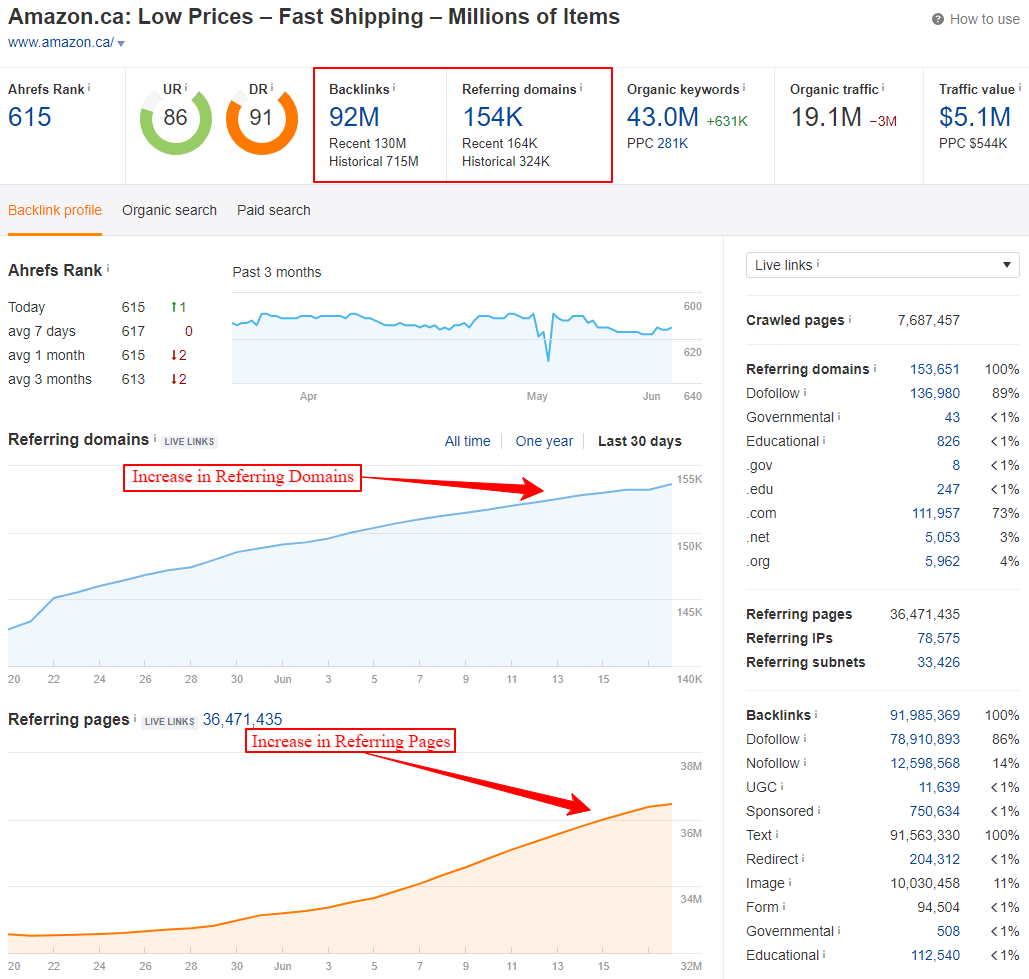 Amazon.ca: Low Prices – Fast Shipping – Millions of Items
How to use
www.amazon.ca/
Ahrefs Rank
615
UR
86
DR
91
Backlinks
92M
Recent 130M
Historical 715M
Referring domains
154K
Recent 164K
Historical 324K
Organic keywords
43.0M +631K
PPC 281K
Organic traffic
19.1M −3M
Traffic value
$5.1M
PPC $544K
Backlink profile Organic search Paid search
Ahrefs Rank
Today 615 ↑1
avg 7 days 617 0
avg 1 month 615 ↓2
avg 3 months 613 ↓2
Past 3 months
600
620
640
Apr May Jun
Referring domains LIVE LINKS
All time One year Last 30 days
Increase in Referring Domains
155K
150K
145K
140K
20 22 24 26 28 30 Jun 3 5 7 9 11 13 15
Referring pages LIVE LINKS 36,471,435
Increase in Referring Pages
38M
36M
34M
32M
20 22 24 26 28 30 Jun 3 5 7 9 11 13 15
Live links
Crawled pages 7,687,457
Referring domains 153,651 100%
Dofollow 136,980 89%
Governmental 43 <1%
Educational 826 <1%
.gov 8 <1%
.edu 247 <1%
.com 111,957 73%
.net 5,053 3%
.org 5,962 4%
Referring pages 36,471,435
Referring IPs 78,575
Referring subnets 33,426
Backlinks 91,985,369 100%
Dofollow 78,910,893 86%
Nofollow 12,598,568 14%
UGC 11,639 <1%
Sponsored 750,634 <1%
Text 91,563,330 100%
Redirect 204,312 <1%
Image 10,030,458 11%
Form 94,504 <1%
Governmental 508 <1%
Educational 112,540 <1%